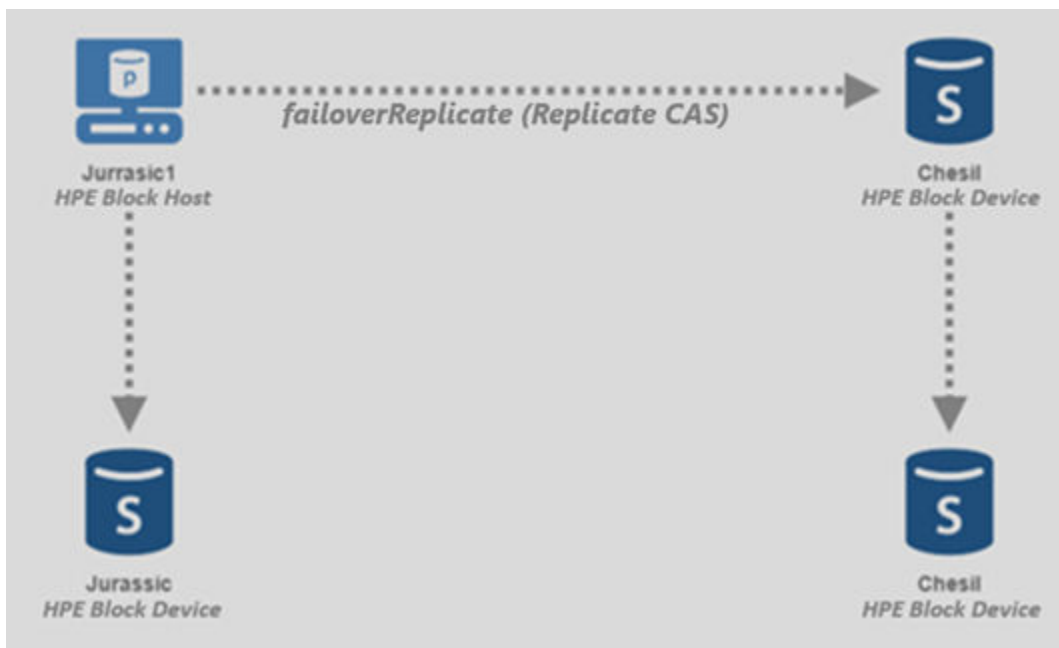 P
S
failoverReplicate (Replicate CAS)
Jurrasic1
HPE Block Host
Chesil
HPE Block Device
S
S
Jurassic
HPE Block Device
Chesil
HPE Block Device